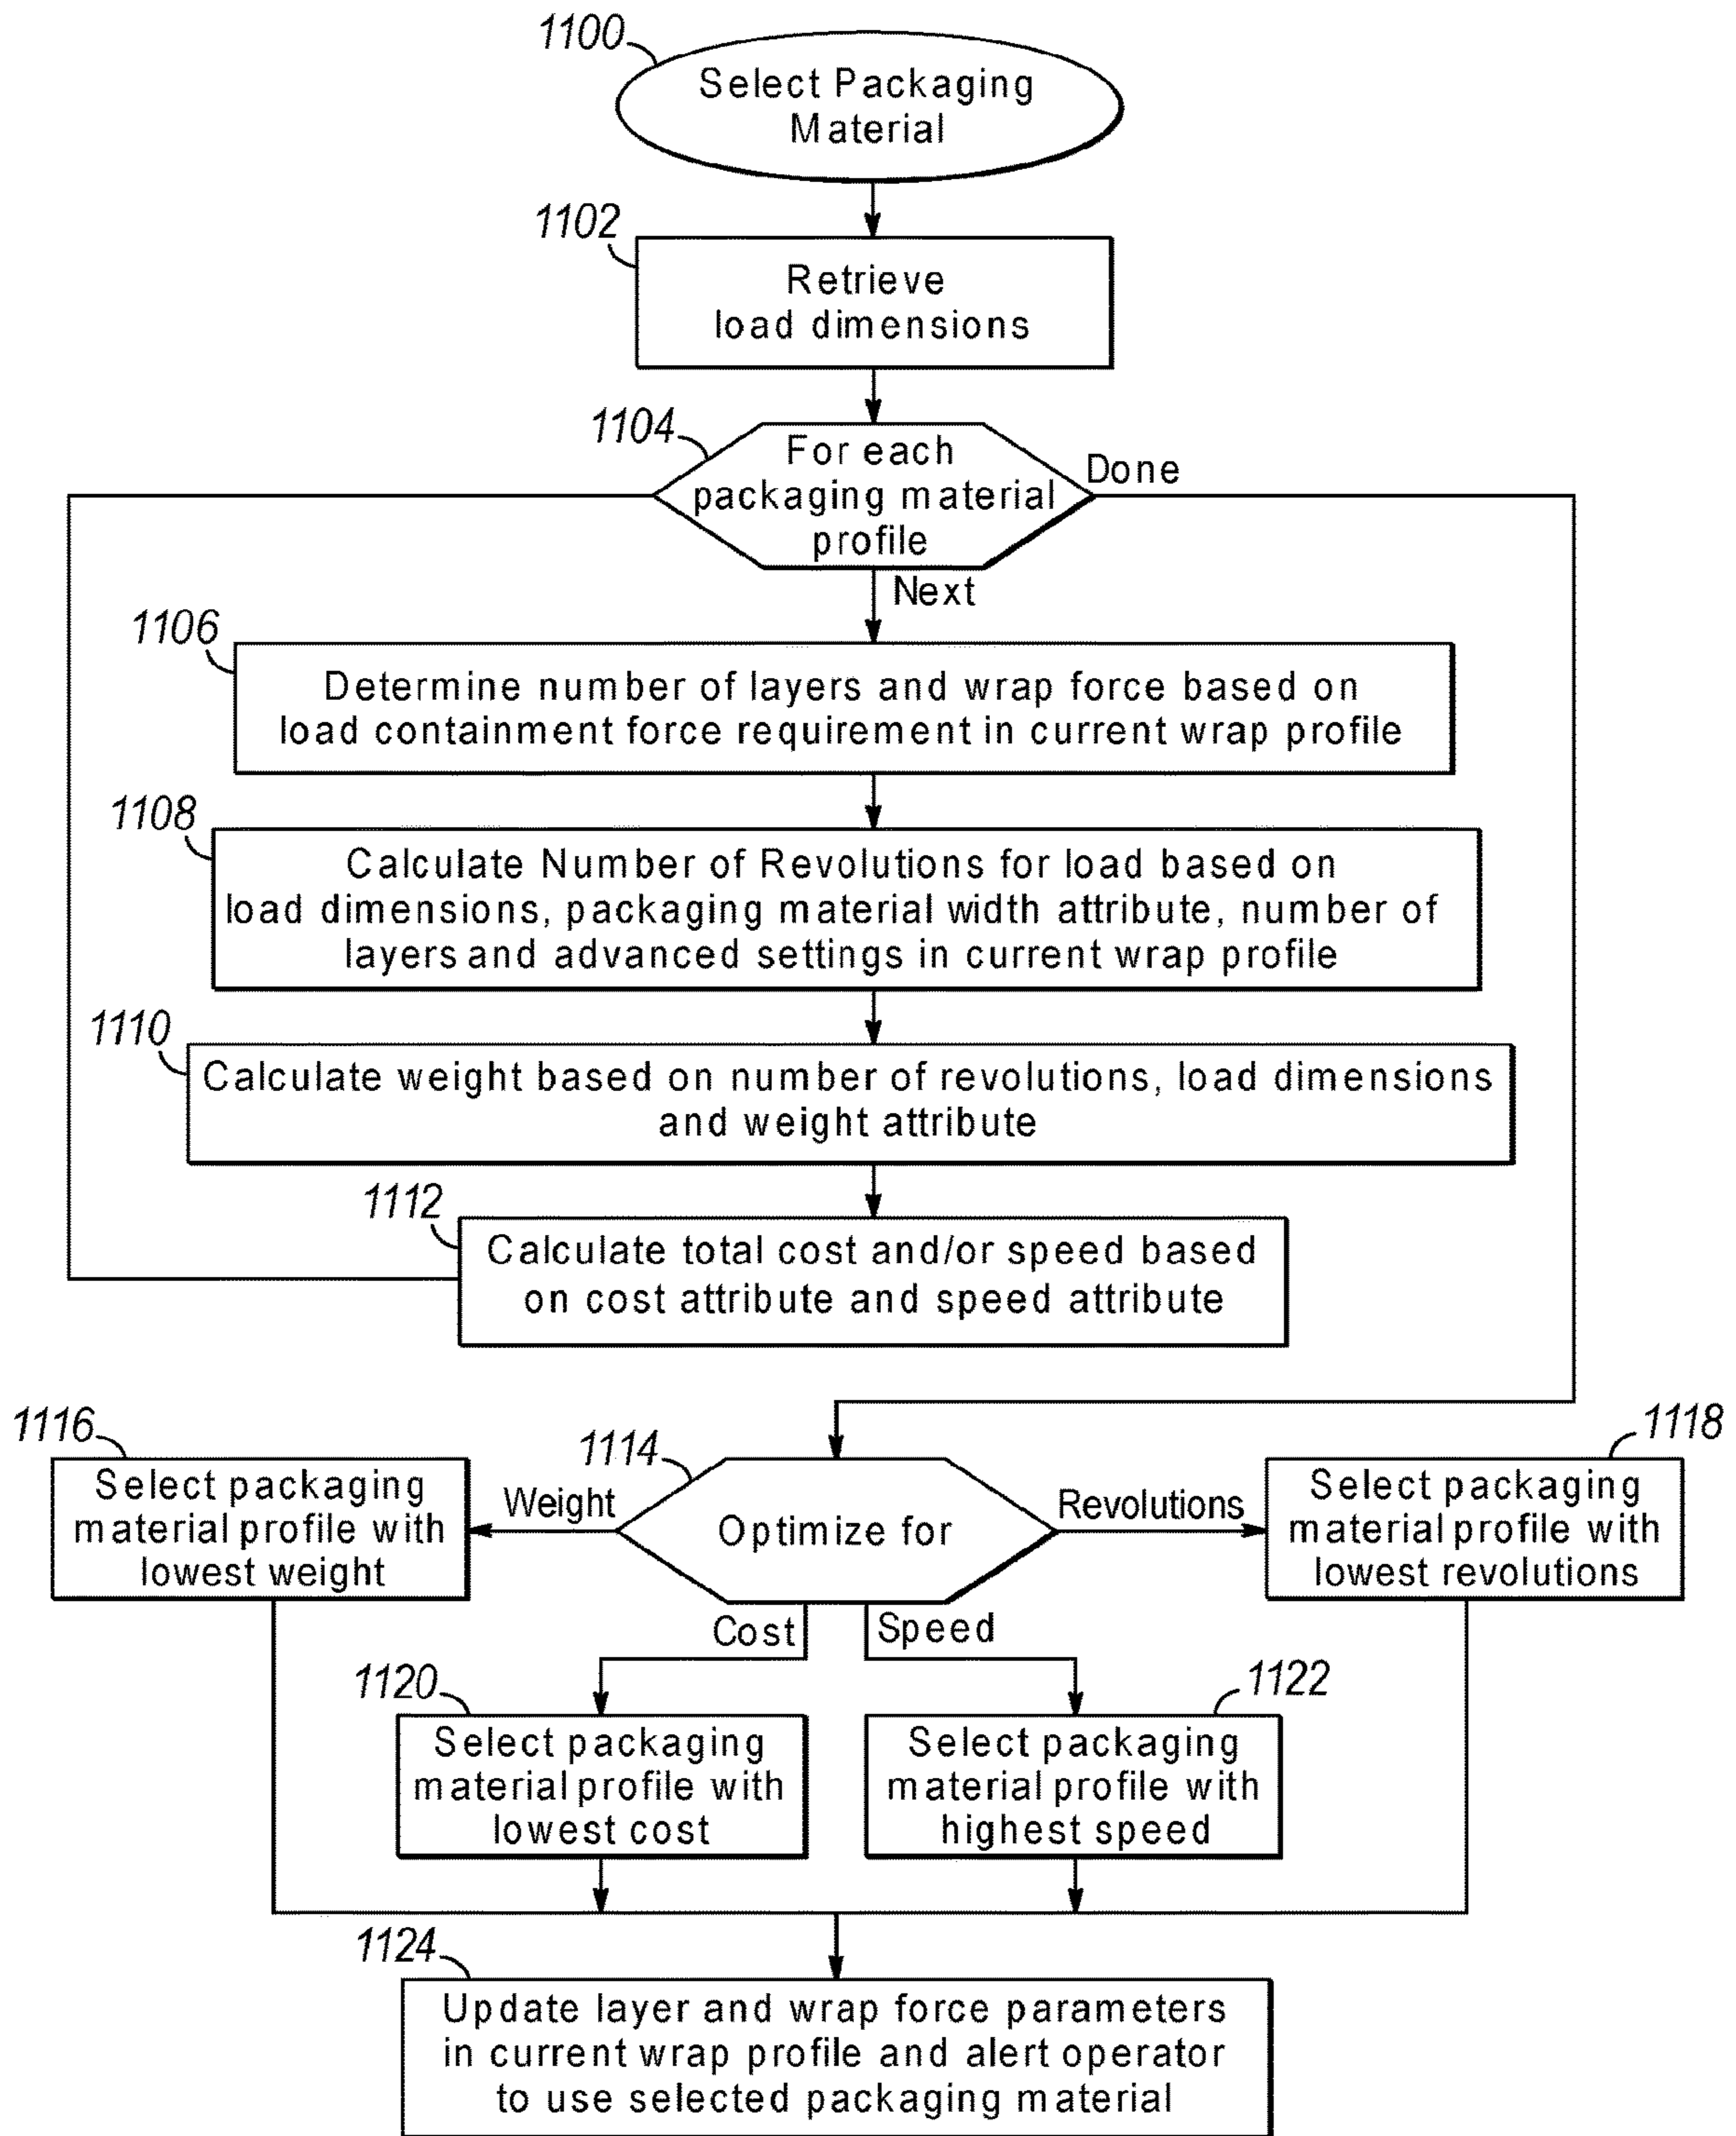 1100
Select Packaging
Material
1102
Retrieve
load dimensions
1104
For each
packaging material
profile
Done
Next
1106
Determine number of layers and wrap force based on
load containment force requirement in current wrap profile
1108
Calculate Number of Revolutions for load based on
load dimensions, packaging material width attribute, number of
layers and advanced settings in current wrap profile
1110
Calculate weight based on number of revolutions, load dimensions
and weight attribute
1112
Calculate total cost and/or speed based
on cost attribute and speed attribute
1116
Select packaging
material profile with
lowest weight
Weight
1114
Optimize for
Revolutions
1118
Select packaging
material profile with
lowest revolutions
Cost
Speed
1120
Select packaging
material profile with
lowest cost
1122
Select packaging
material profile with
highest speed
1124
Update layer and wrap force parameters
in current wrap profile and alert operator
to use selected packaging material